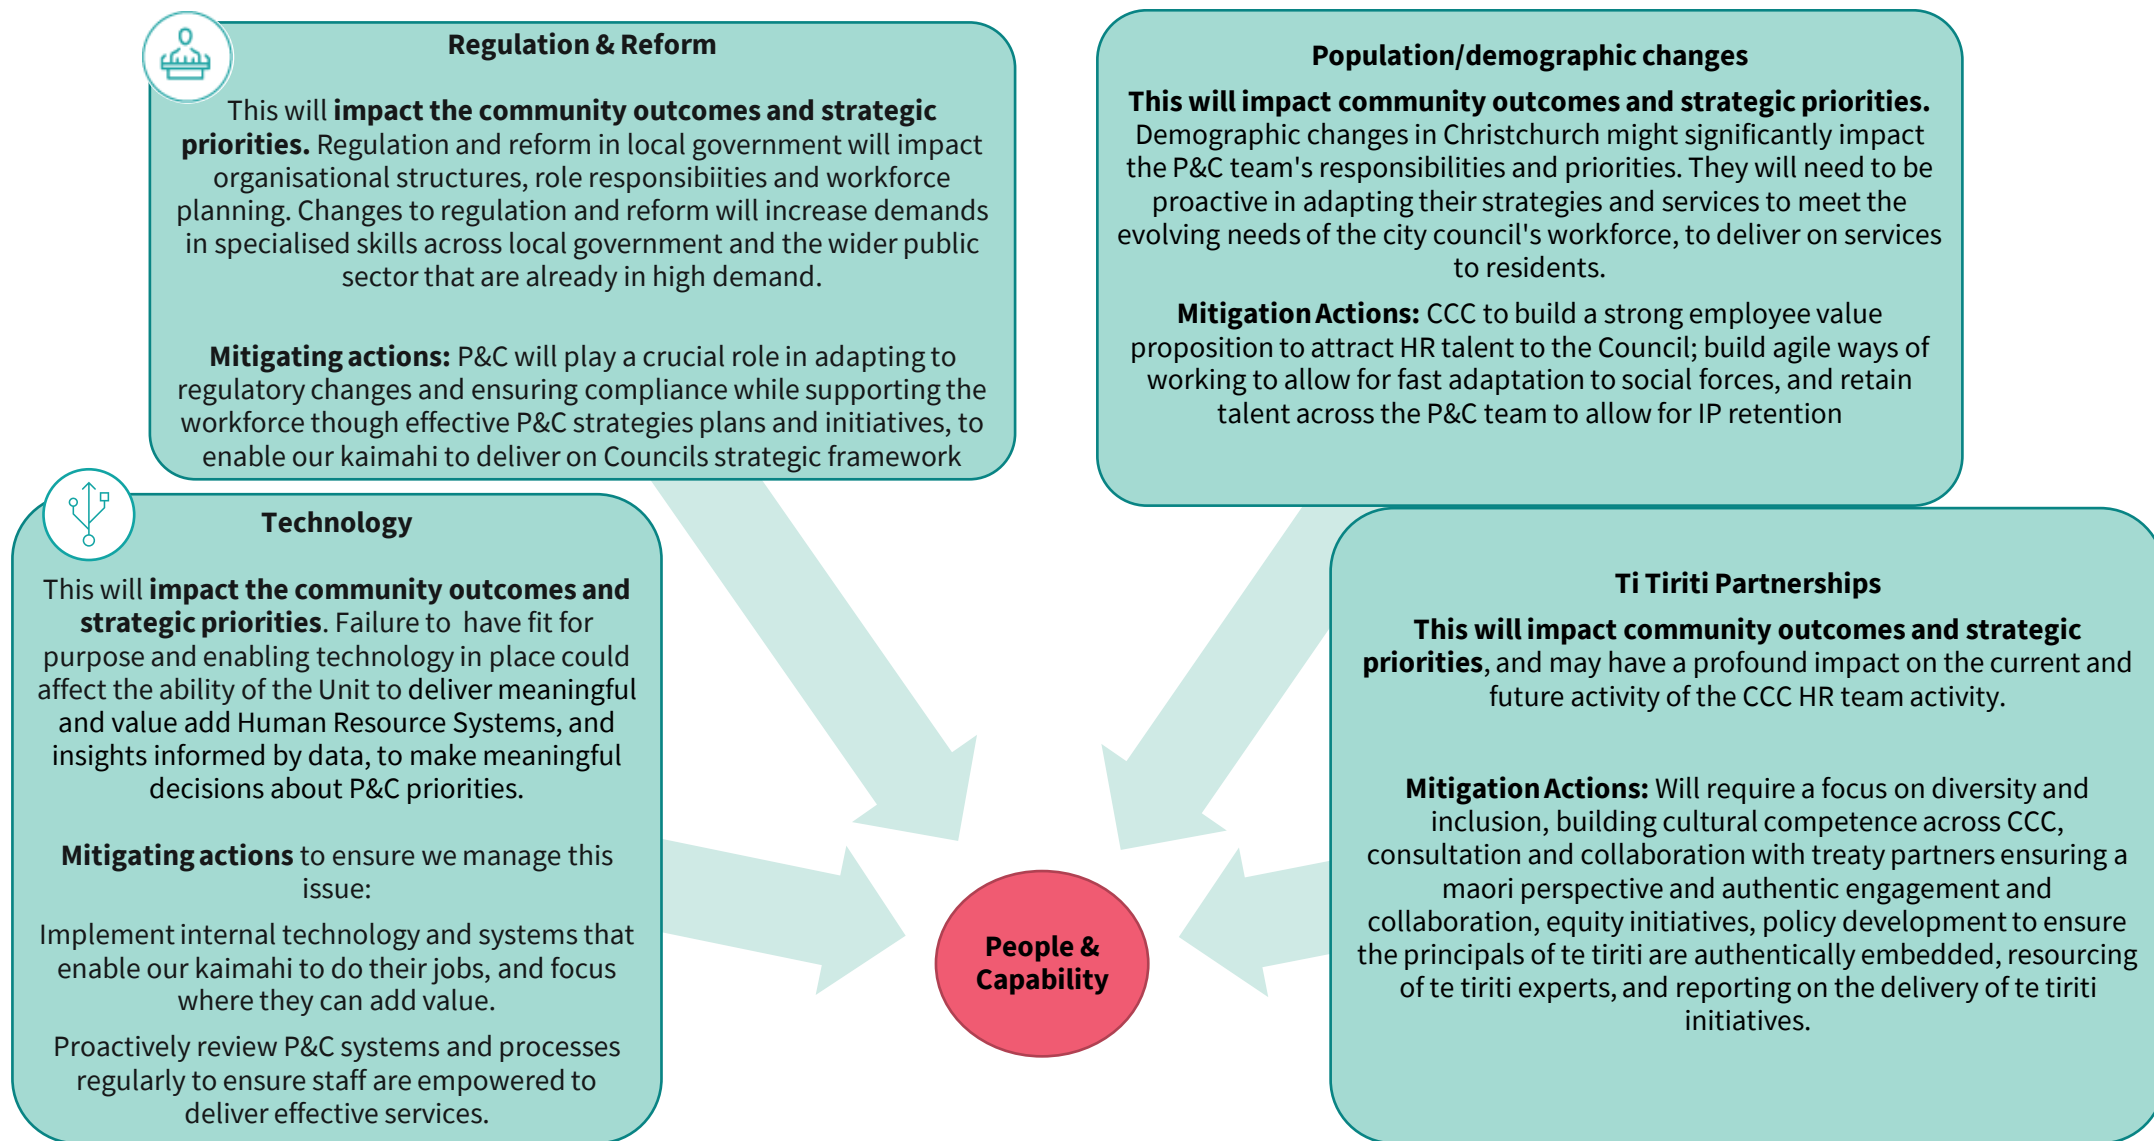 Regulation & Reform
This will impact the community outcomes and strategic
priorities. Regulation and reform in local government will impact
organisational structures, role responsibiities and workforce
planning. Changes to regulation and reform will increase demands
in specialised skills across local government and the wider public
sector that are already in high demand.
Mitigating actions: P&C will play a crucial role in adapting to
regulatory changes and ensuring compliance while supporting the
workforce though effective P&C strategies plans and initiatives, to
enable our kaimahi to deliver on Councils strategic framework
Population/demographic changes
This will impact community outcomes and strategic priorities.
Demographic changes in Christchurch might significantly impact
the P&C team's responsibilities and priorities. They will need to be
proactive in adapting their strategies and services to meet the
evolving needs of the city council's workforce, to deliver on services
to residents.
Mitigation Actions: CCC to build a strong employee value
proposition to attract HR talent to the Council; build agile ways of
working to allow for fast adaptation to social forces, and retain
talent across the P&C team to allow for IP retention
Technology
This will impact the community outcomes and
strategic priorities. Failure to have fit for
purpose and enabling technology in place could
affect the ability of the Unit to deliver meaningful
and value add Human Resource Systems, and
insights informed by data, to make meaningful
decisions about P&C priorities.
Mitigating actions to ensure we manage this
issue:
Implement internal technology and systems that
enable our kaimahi to do their jobs, and focus
where they can add value.
Proactively review P&C systems and processes
regularly to ensure staff are empowered to
deliver effective services.
Ti Tiriti Partnerships
This will impact community outcomes and strategic
priorities, and may have a profound impact on the current and
future activity of the CCC HR team activity.
Mitigation Actions: Will require a focus on diversity and
inclusion, building cultural competence across CCC,
consultation and collaboration with treaty partners ensuring a
maori perspective and authentic engagement and
collaboration, equity initiatives, policy development to ensure
the principals of te tiriti are authentically embedded, resourcing
of te tiriti experts, and reporting on the delivery of te tiriti
initiatives.
People &
Capability